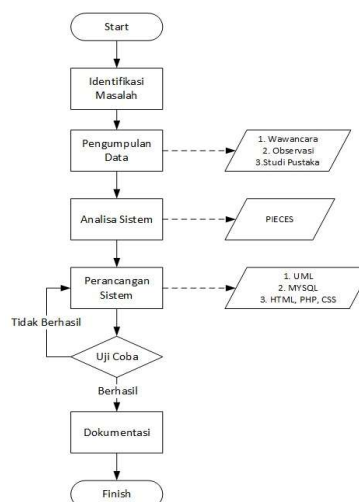 Start
Identifikasi
Masalah
Pengumpulan
Data
1. Wawancara
2. Observasi
3.Studi Pustaka
Analisa Sistem
PIECES
Perancangan
Sistem
1. UML
2. MYSQL
3. HTML, PHP, CSS
Tidak Berhasil
Uji Coba
Berhasil
Dokumentasi
Finish